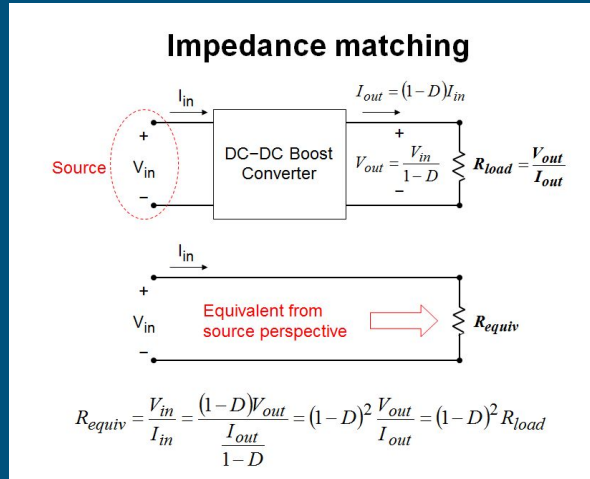 Impedance matching
I_in
I_out = (1−D)I_in
+
+
Source
V_in
DC−DC Boost
Converter
V_out = V_in / (1−D)
R_load = V_out / I_out
−
−
I_in
+
V_in
Equivalent from
source perspective
R_equiv
−
R_equiv = V_in / I_in = (1−D)V_out / (I_out / (1−D)) = (1−D)² V_out / I_out = (1−D)² R_load